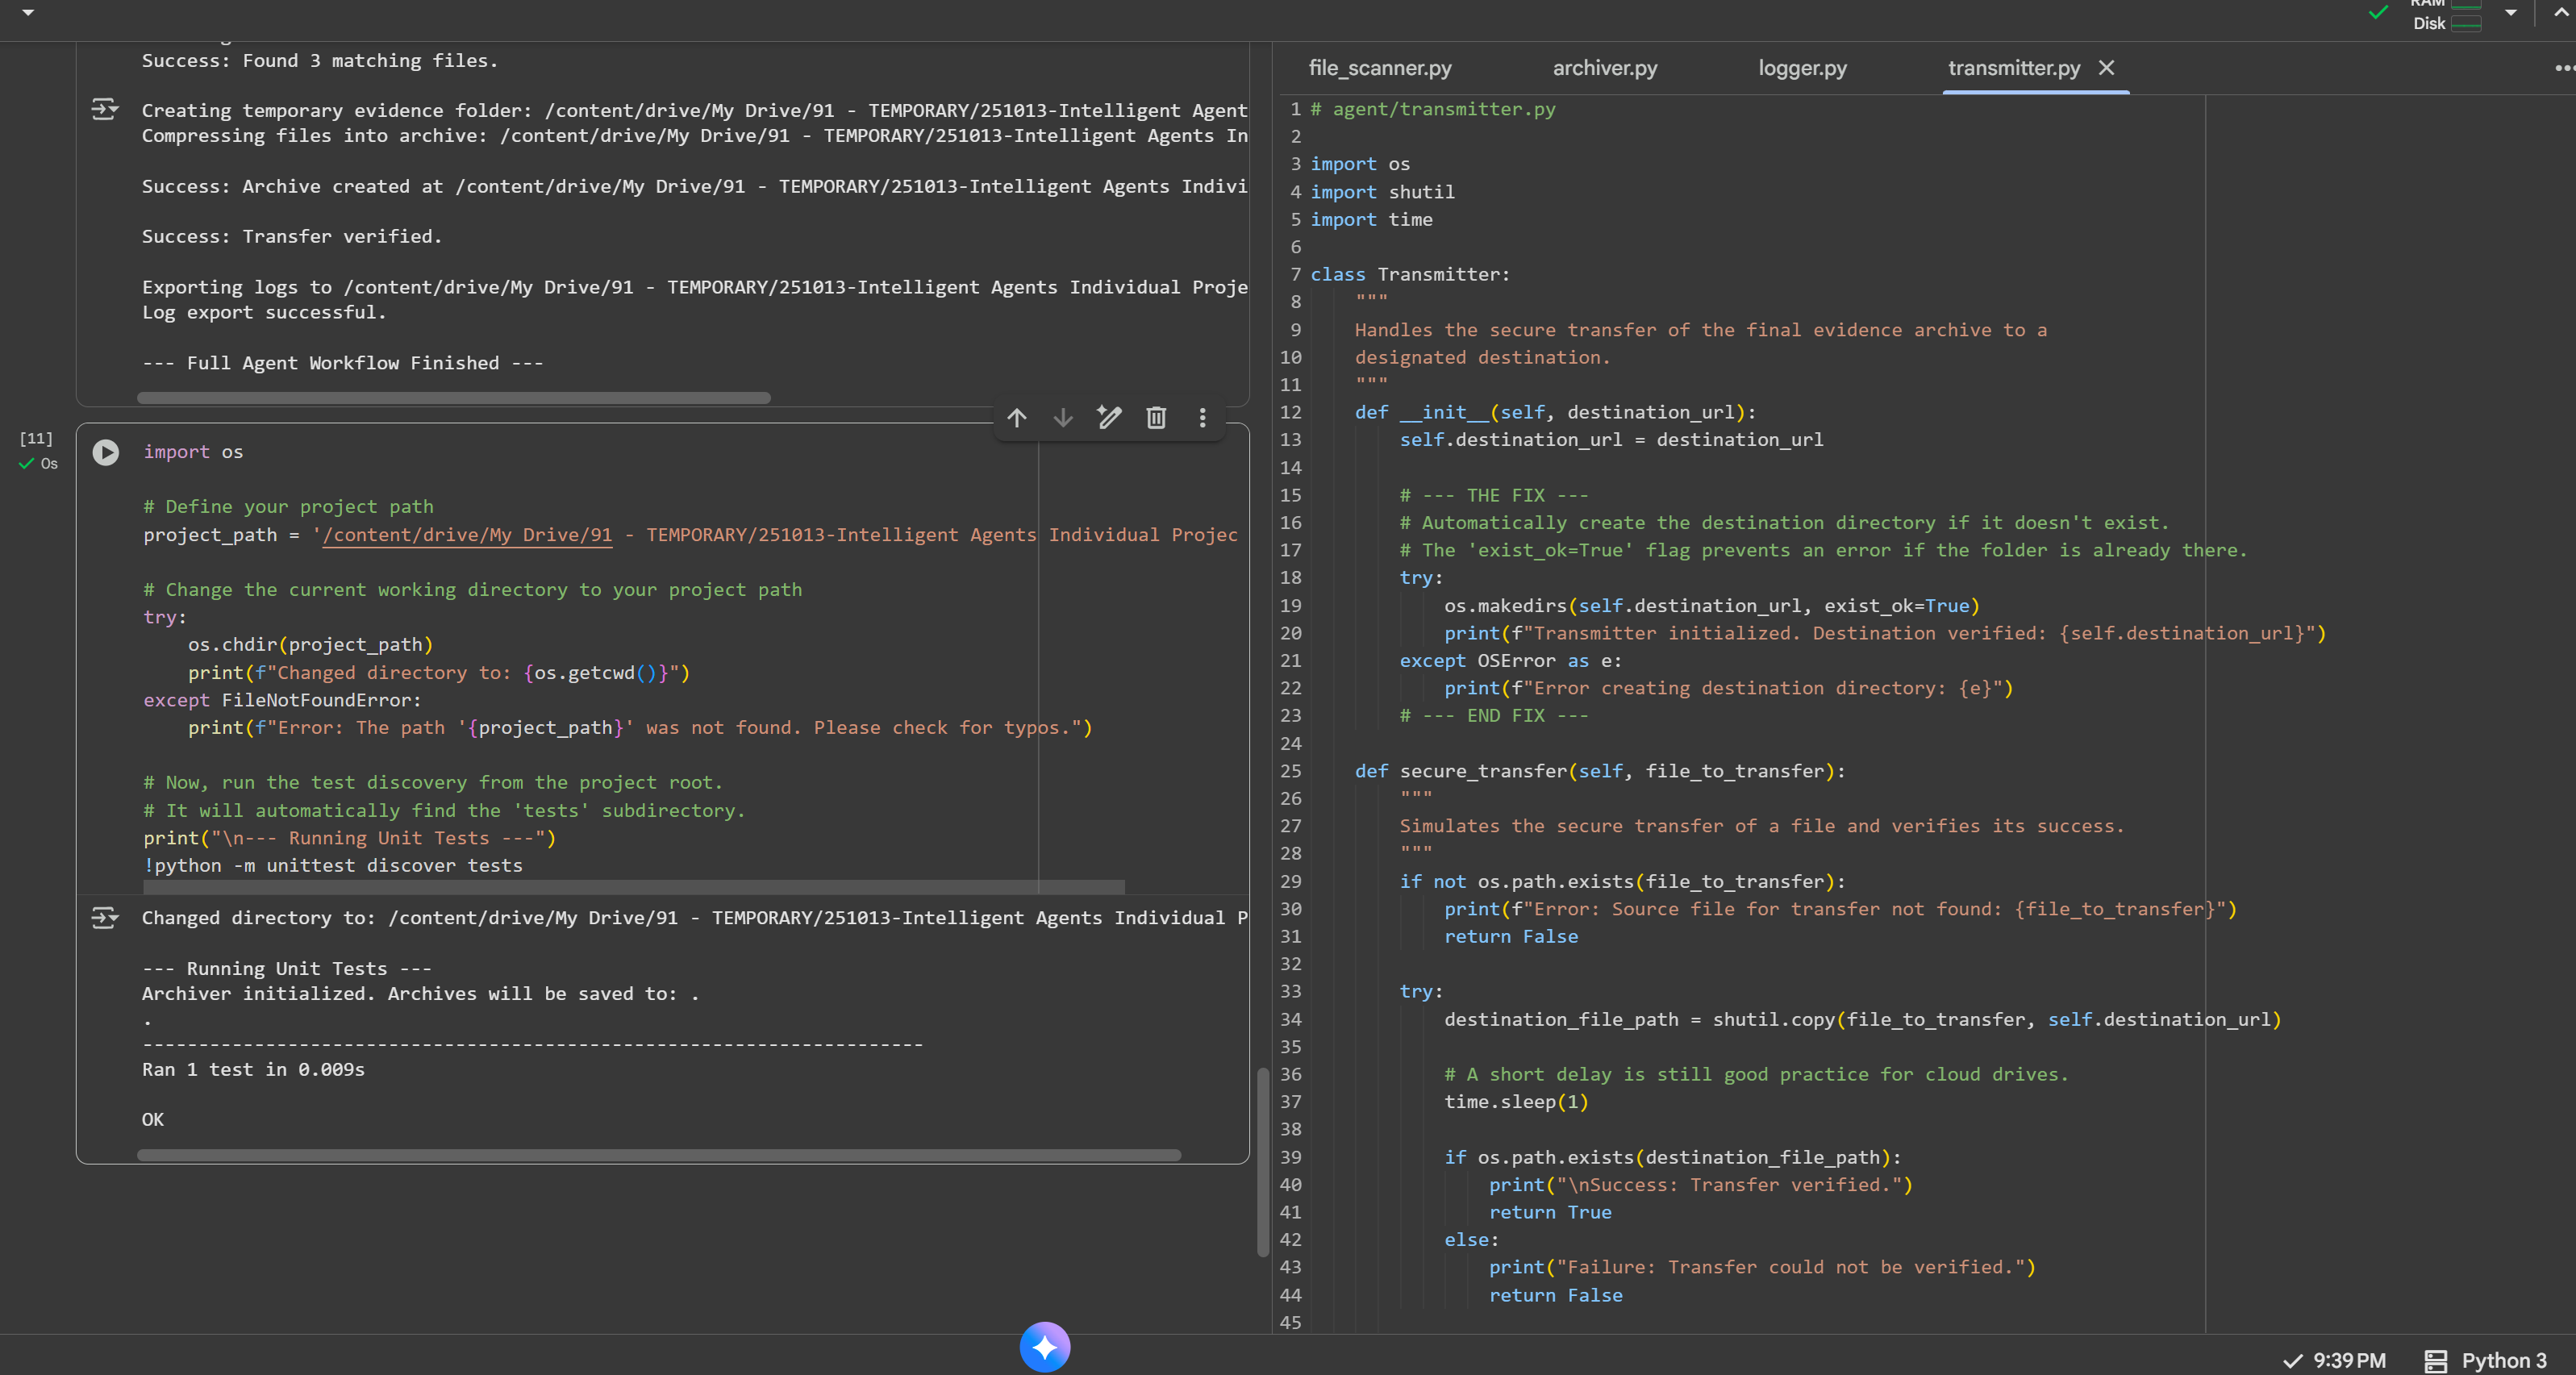 RAM
Disk
Success: Found 3 matching files.
Creating temporary evidence folder: /content/drive/My Drive/91 - TEMPORARY/251013-Intelligent Agent
Compressing files into archive: /content/drive/My Drive/91 - TEMPORARY/251013-Intelligent Agents In
Success: Archive created at /content/drive/My Drive/91 - TEMPORARY/251013-Intelligent Agents Indivi
Success: Transfer verified.
Exporting logs to /content/drive/My Drive/91 - TEMPORARY/251013-Intelligent Agents Individual Proje
Log export successful.
--- Full Agent Workflow Finished ---
[11]
0s
import os
# Define your project path
project_path = '/content/drive/My Drive/91 - TEMPORARY/251013-Intelligent Agents Individual Projec
# Change the current working directory to your project path
try:
    os.chdir(project_path)
    print(f"Changed directory to: {os.getcwd()}")
except FileNotFoundError:
    print(f"Error: The path '{project_path}' was not found. Please check for typos.")
# Now, run the test discovery from the project root.
# It will automatically find the 'tests' subdirectory.
print("\n--- Running Unit Tests ---")
!python -m unittest discover tests
Changed directory to: /content/drive/My Drive/91 - TEMPORARY/251013-Intelligent Agents Individual P
--- Running Unit Tests ---
Archiver initialized. Archives will be saved to: .
.
----------------------------------------------------------------------
Ran 1 test in 0.009s
OK
file_scanner.py archiver.py logger.py transmitter.py
1 # agent/transmitter.py
2
3 import os
4 import shutil
5 import time
6
7 class Transmitter:
8     """
9     Handles the secure transfer of the final evidence archive to a
10     designated destination.
11     """
12     def __init__(self, destination_url):
13         self.destination_url = destination_url
14
15         # --- THE FIX ---
16         # Automatically create the destination directory if it doesn't exist.
17         # The 'exist_ok=True' flag prevents an error if the folder is already there.
18         try:
19             os.makedirs(self.destination_url, exist_ok=True)
20             print(f"Transmitter initialized. Destination verified: {self.destination_url}")
21         except OSError as e:
22             print(f"Error creating destination directory: {e}")
23         # --- END FIX ---
24
25     def secure_transfer(self, file_to_transfer):
26         """
27         Simulates the secure transfer of a file and verifies its success.
28         """
29         if not os.path.exists(file_to_transfer):
30             print(f"Error: Source file for transfer not found: {file_to_transfer}")
31             return False
32
33         try:
34             destination_file_path = shutil.copy(file_to_transfer, self.destination_url)
35
36             # A short delay is still good practice for cloud drives.
37             time.sleep(1)
38
39             if os.path.exists(destination_file_path):
40                 print("\nSuccess: Transfer verified.")
41                 return True
42             else:
43                 print("Failure: Transfer could not be verified.")
44                 return False
45
9:39 PM Python 3